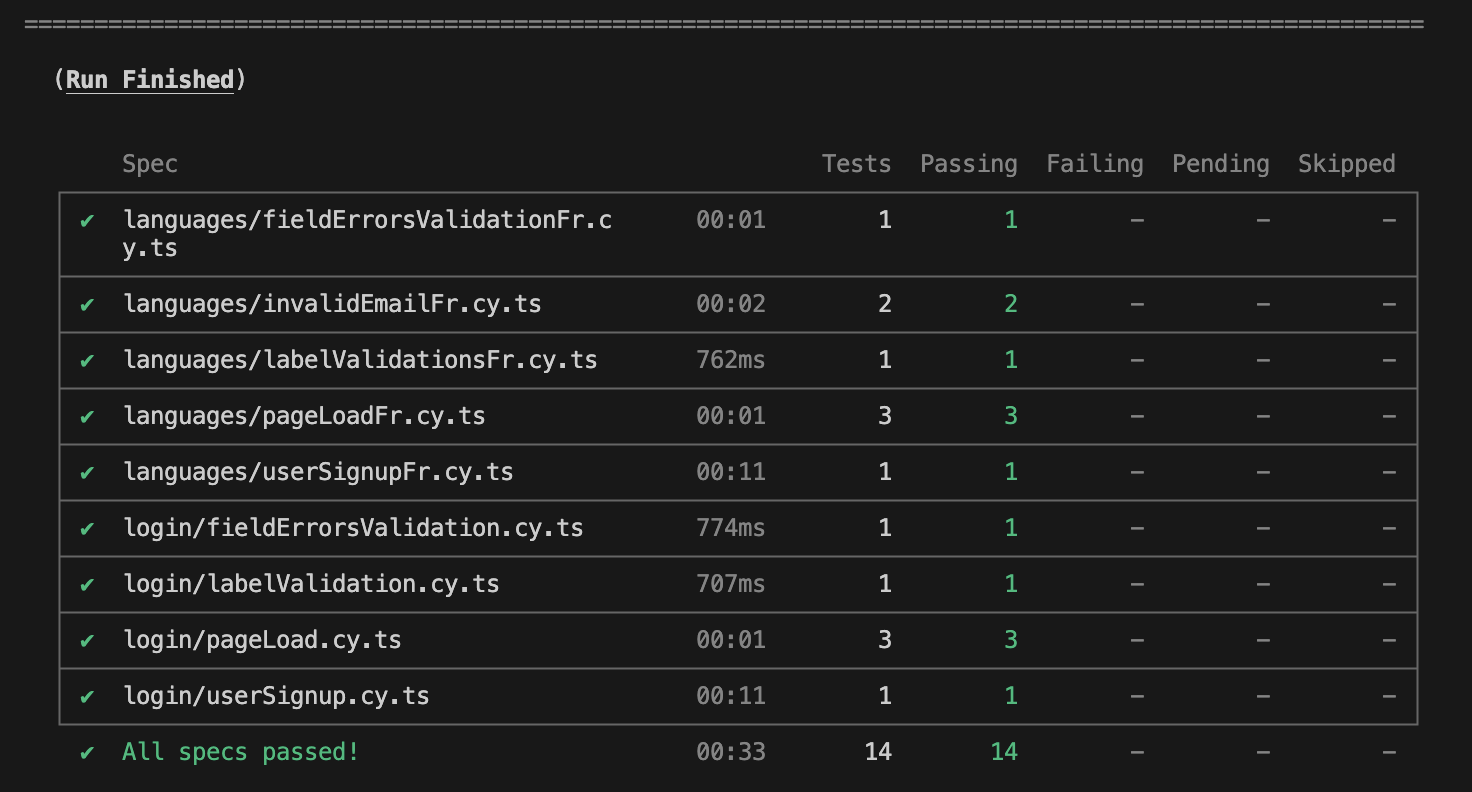 (Run Finished)
Spec Tests Passing Failing Pending Skipped
✔ languages/fieldErrorsValidationFr.c 00:01 1 1 – – –
y.ts
✔ languages/invalidEmailFr.cy.ts 00:02 2 2 – – –
✔ languages/labelValidationsFr.cy.ts 762ms 1 1 – – –
✔ languages/pageLoadFr.cy.ts 00:01 3 3 – – –
✔ languages/userSignupFr.cy.ts 00:11 1 1 – – –
✔ login/fieldErrorsValidation.cy.ts 774ms 1 1 – – –
✔ login/labelValidation.cy.ts 707ms 1 1 – – –
✔ login/pageLoad.cy.ts 00:01 3 3 – – –
✔ login/userSignup.cy.ts 00:11 1 1 – – –
✔ All specs passed! 00:33 14 14 – – –